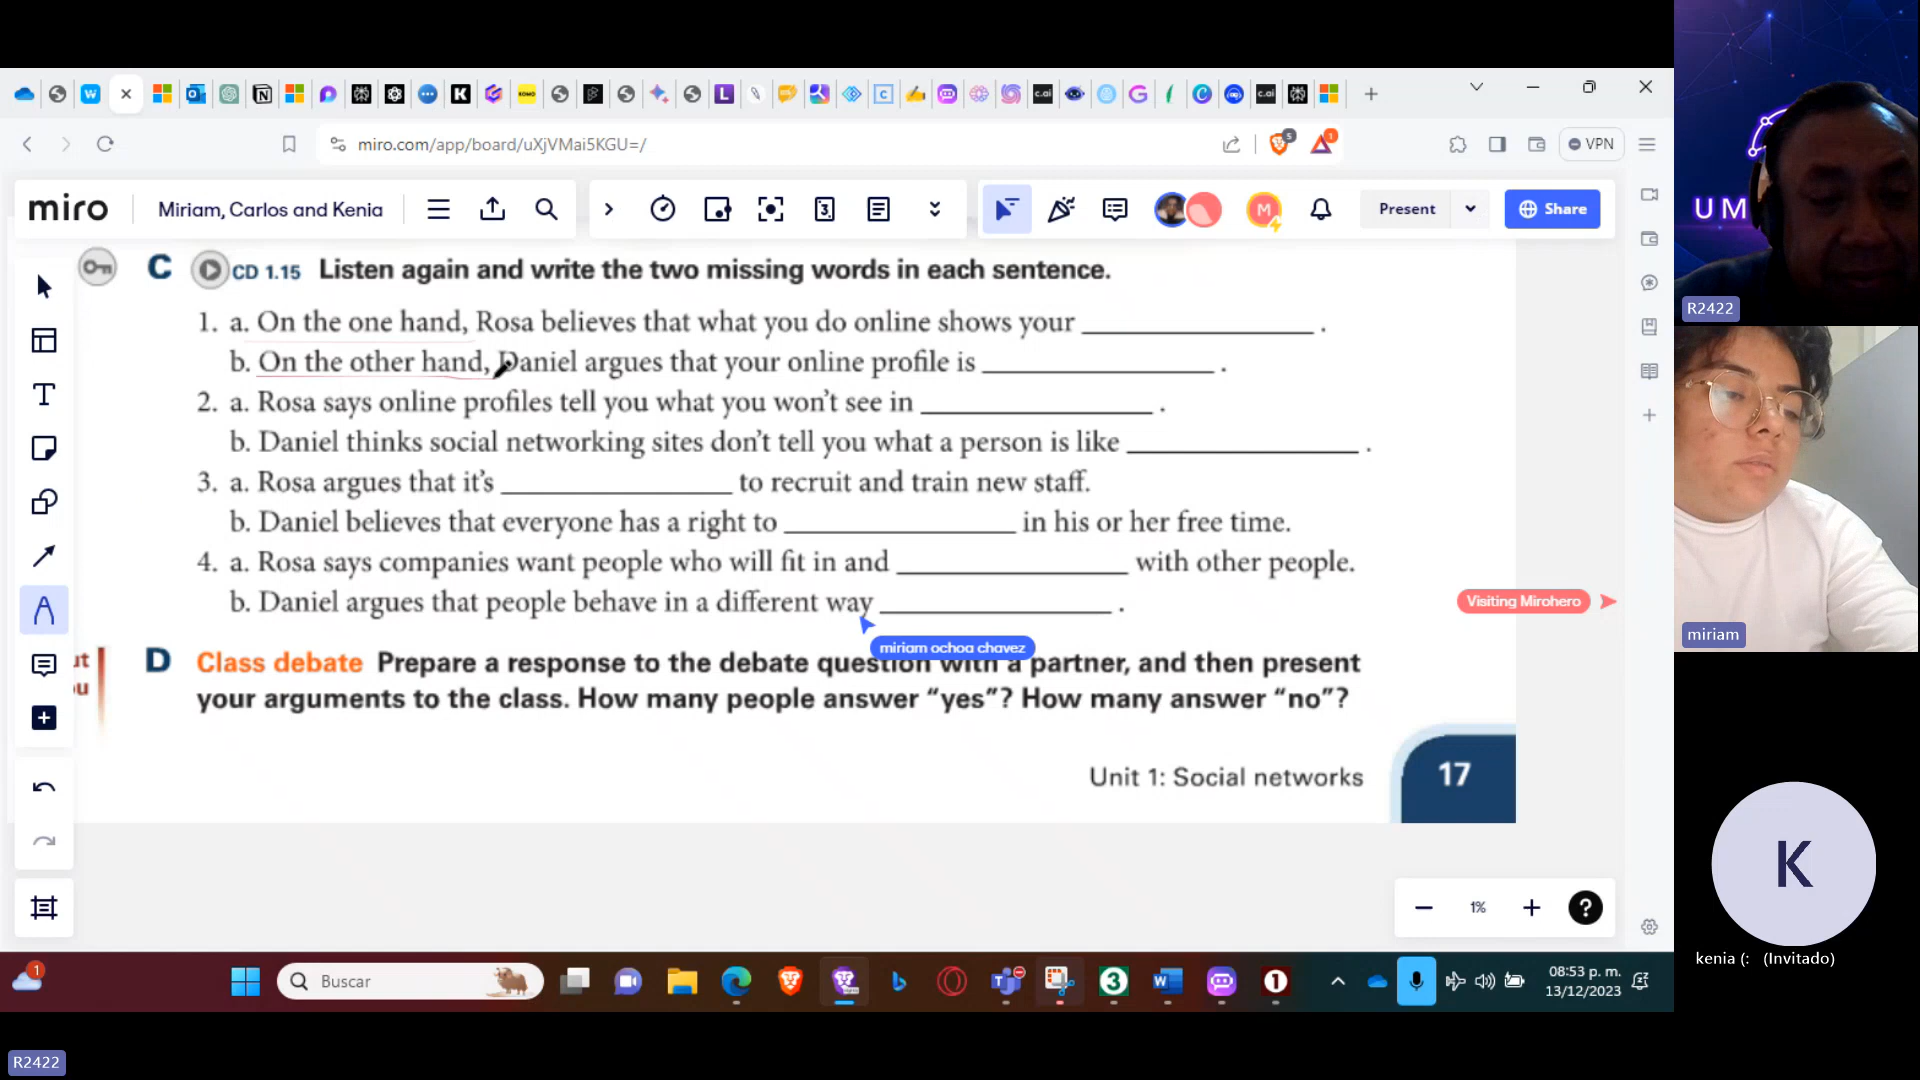 miro.com/app/board/uXjVMai5KGU=/
VPN
miro
Miriam, Carlos and Kenia
Present
Share
C CD 1.15 Listen again and write the two missing words in each sentence.
1. a. On the one hand, Rosa believes that what you do online shows your ____________ .
b. On the other hand, Daniel argues that your online profile is ____________ .
2. a. Rosa says online profiles tell you what you won't see in ____________ .
b. Daniel thinks social networking sites don't tell you what a person is like ____________ .
3. a. Rosa argues that it's ____________ to recruit and train new staff.
b. Daniel believes that everyone has a right to ____________ in his or her free time.
4. a. Rosa says companies want people who will fit in and ____________ with other people.
b. Daniel argues that people behave in a different way ____________ .
Visiting Mirohero
miriam ochoa chavez
D Class debate Prepare a response to the debate question with a partner, and then present
your arguments to the class. How many people answer "yes"? How many answer "no"?
Unit 1: Social networks
17
1%
Buscar
08:53 p. m.
13/12/2023
UM
R2422
miriam
K
kenia (: (Invitado)
R2422